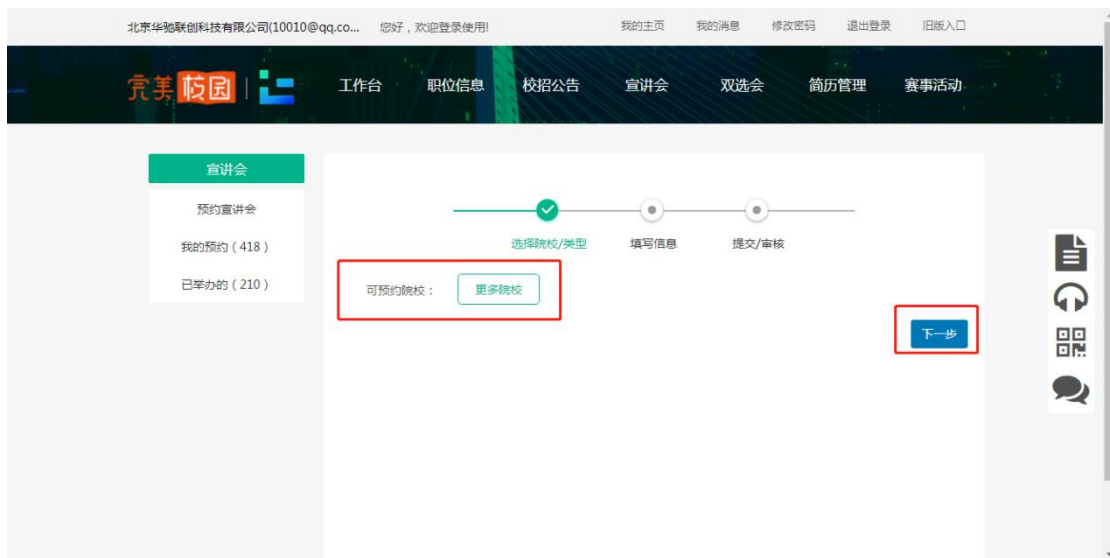 北京华驰联创科技有限公司(10010@qq.co... 您好，欢迎登录使用! 我的主页 我的消息 修改密码 退出登录 旧版入口
完美校园 工作台 职位信息 校招公告 宣讲会 双选会 简历管理 赛事活动
宣讲会
预约宣讲会
我的预约（418）
已举办的（210）
选择院校/类型 填写信息 提交/审核
可预约院校： 更多院校
下一步